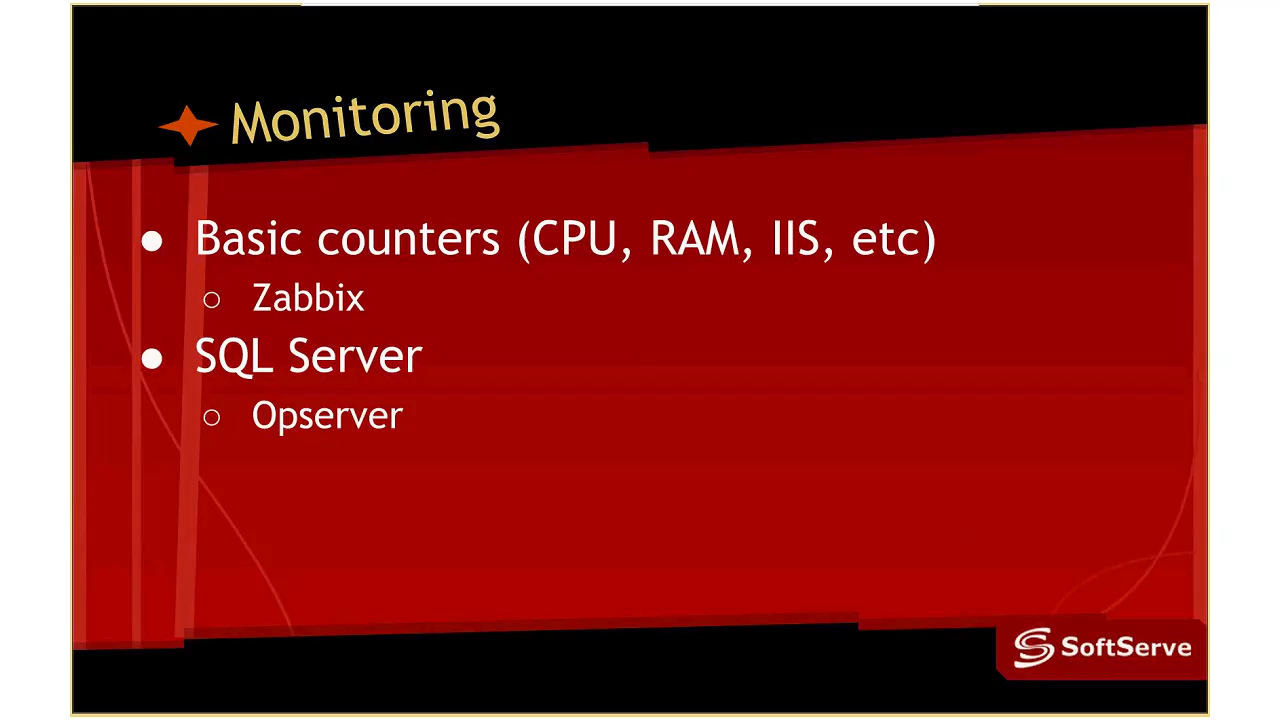 Monitoring
● Basic counters (CPU, RAM, IIS, etc)
○ Zabbix
● SQL Server
○ Opserver
SoftServe